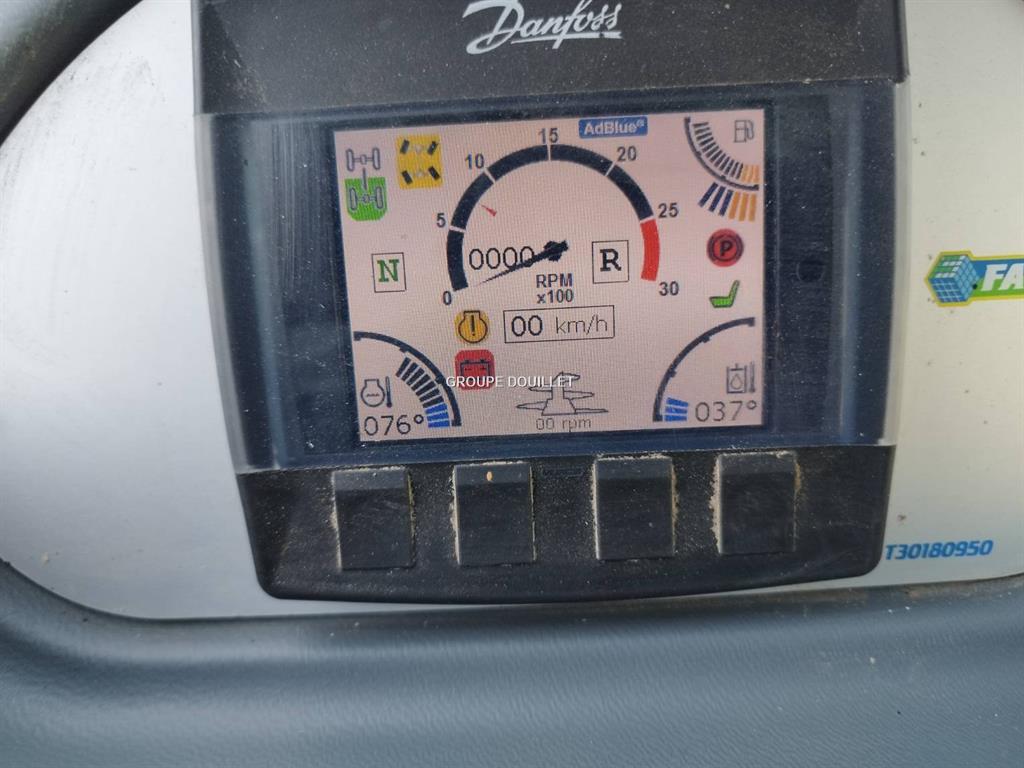 Danfoss
AdBlue
15
10
20
5
25
0000
R
P
N
RPM
x100
0
30
00 km/h
GROUPE DOUILLET
076°
00 rpm
037°
FA
T30180950